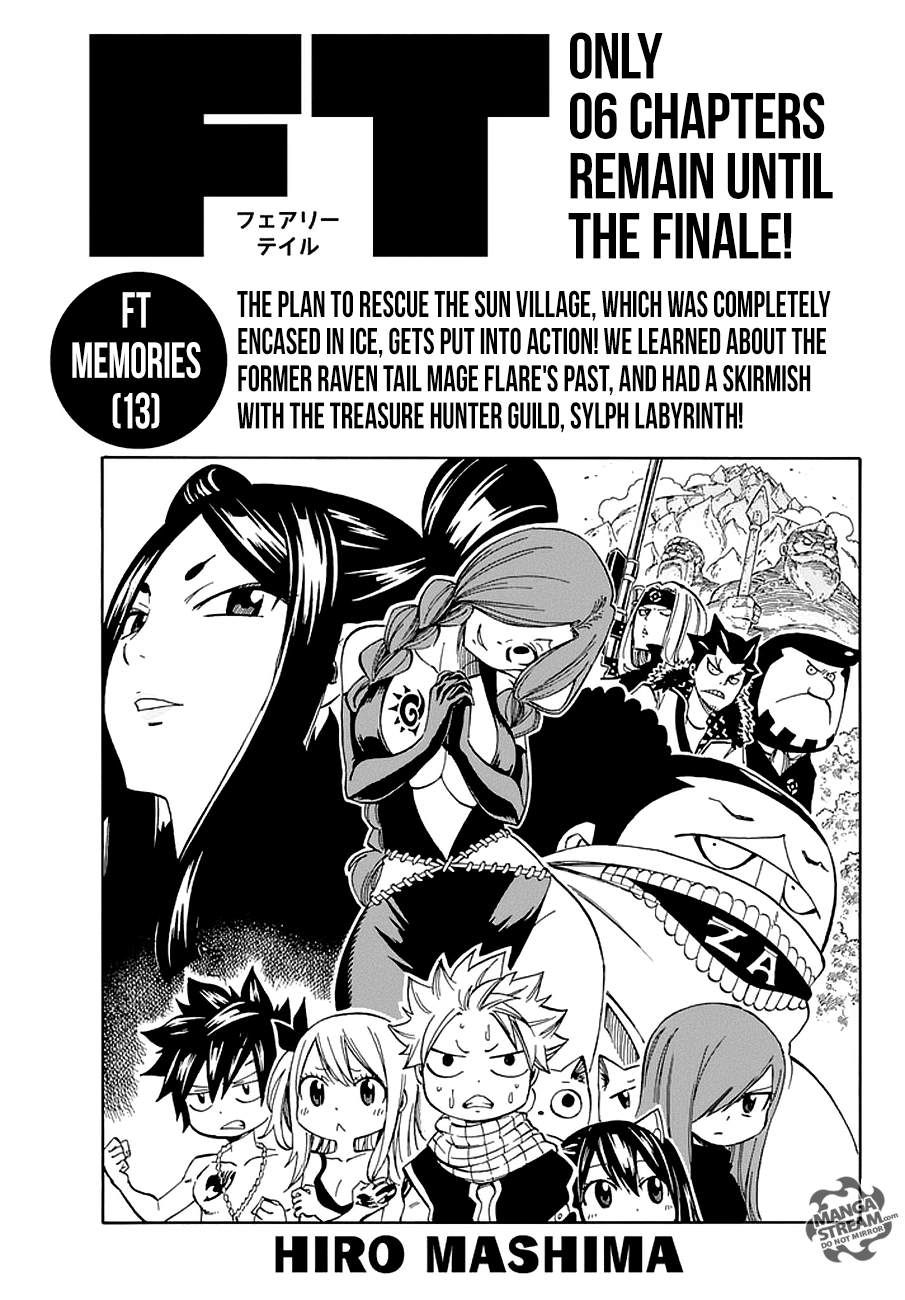 FT
フェアリー
テイル
ONLY
06 CHAPTERS
REMAIN UNTIL
THE FINALE!
FT
MEMORIES
(13)
THE PLAN TO RESCUE THE SUN VILLAGE, WHICH WAS COMPLETELY
ENCASED IN ICE, GETS PUT INTO ACTION! WE LEARNED ABOUT THE
FORMER RAVEN TAIL MAGE FLARE'S PAST, AND HAD A SKIRMISH
WITH THE TREASURE HUNTER GUILD, SYLPH LABYRINTH!
ZA
MANGA
STREAM.com
DO NOT MIRROR
HIRO MASHIMA